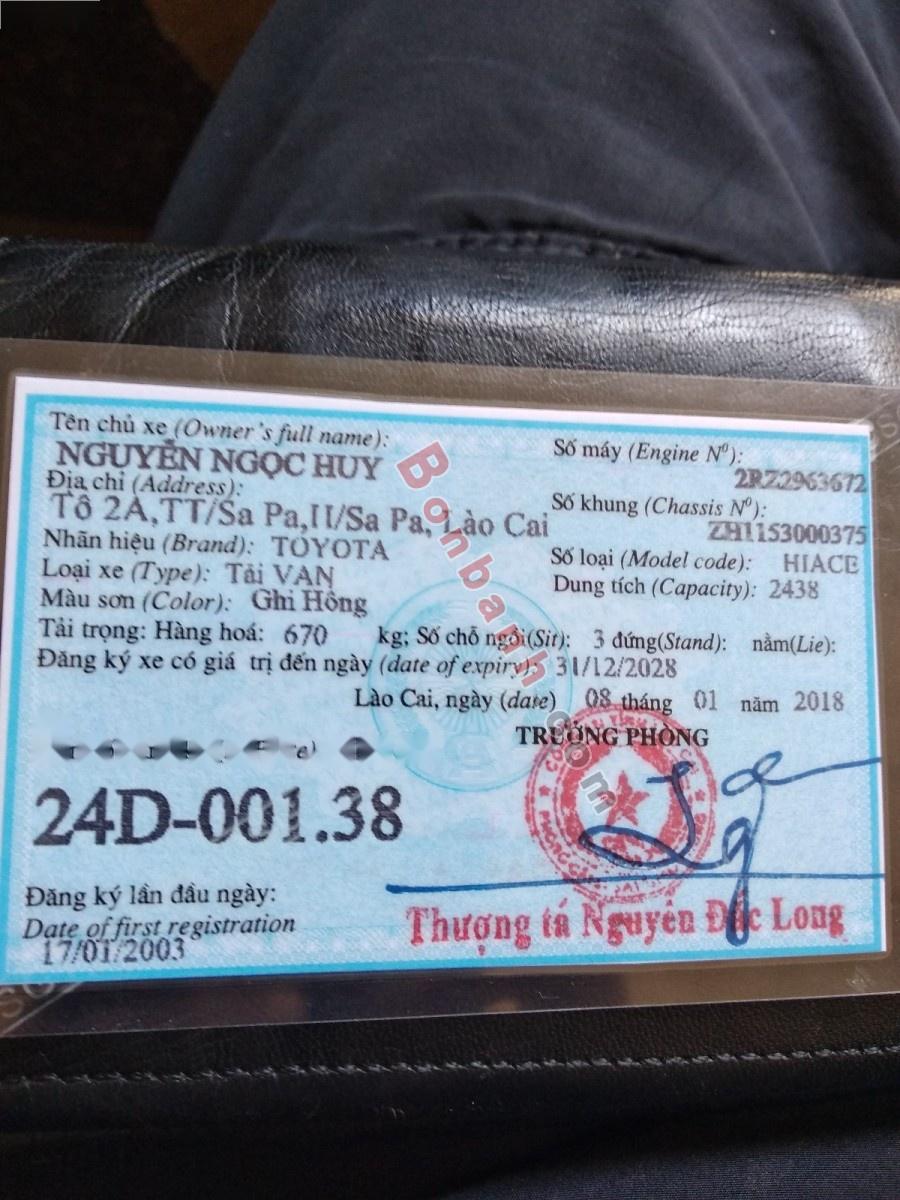 Tên chủ xe (Owner's full name):
NGUYỄN NGỌC HUY
Địa chỉ (Address):
Tổ 2A,TT/Sa Pa,H/Sa Pa, Lào Cai
Nhãn hiệu (Brand): TOYOTA
Loại xe (Type): Tải VAN
Màu sơn (Color): Ghi Hồng
Số máy (Engine Nº):
2RZ2963672
Số khung (Chassis Nº):
ZH1153000375
Số loại (Model code): HIACE
Dung tích (Capacity): 2438
Tải trọng: Hàng hoá: 670 kg; Số chỗ ngồi(Sit): 3 đứng(Stand): nằm(Lie):
Đăng ký xe có giá trị đến ngày (date of expiry): 31/12/2028
Lào Cai, ngày (date) 08 tháng 01 năm 2018
TRƯỞNG PHÒNG
24D-001.38
Đăng ký lần đầu ngày:
Date of first registration
17/01/2003
Thượng tá Nguyễn Đắc Long
Bonbanh.com